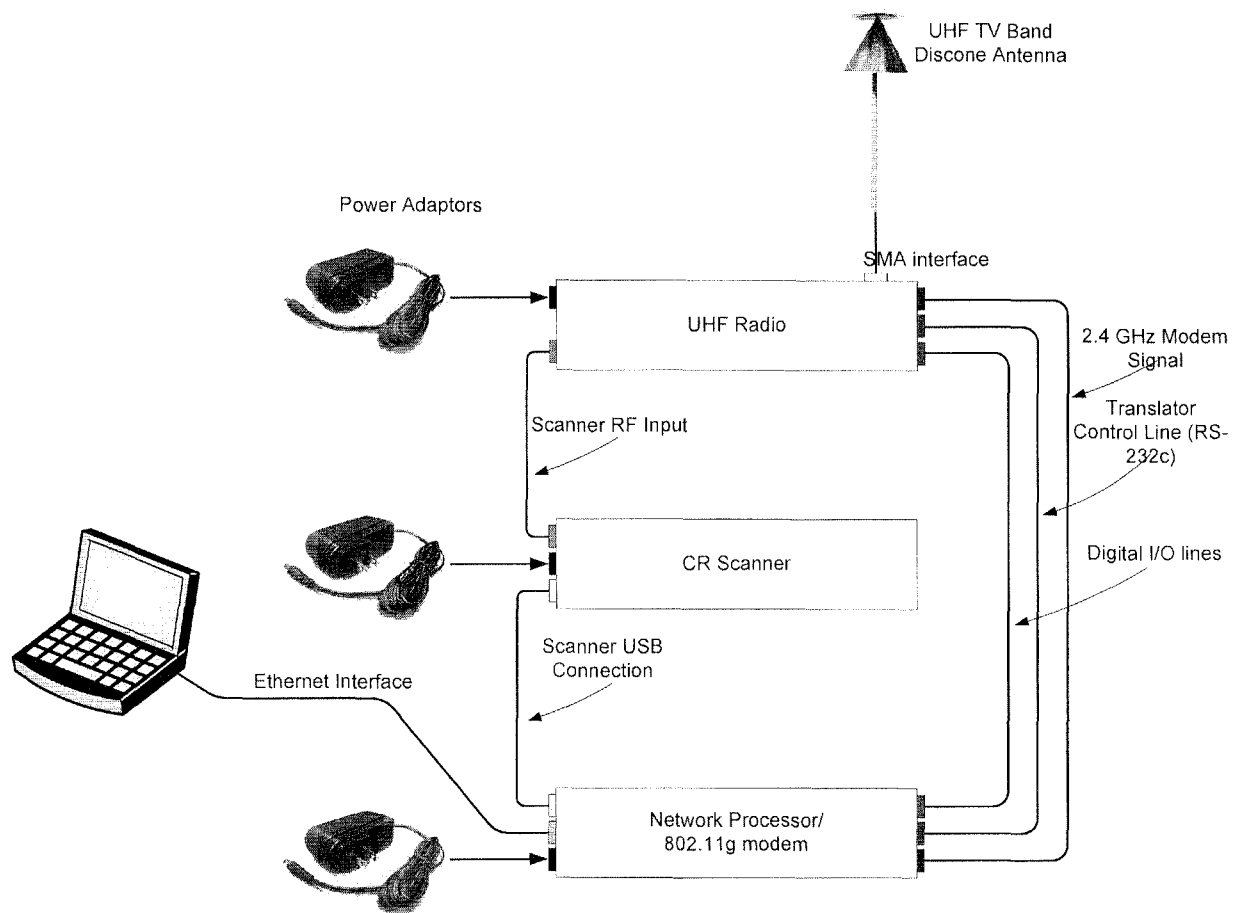 UHF TV Band
Discone Antenna
Power Adaptors
SMA interface
UHF Radio
2.4 GHz Modem
Signal
Translator
Control Line (RS-
232c)
Scanner RF Input
Digital I/O lines
CR Scanner
Scanner USB
Connection
Ethernet Interface
Network Processor/
802.11g modem